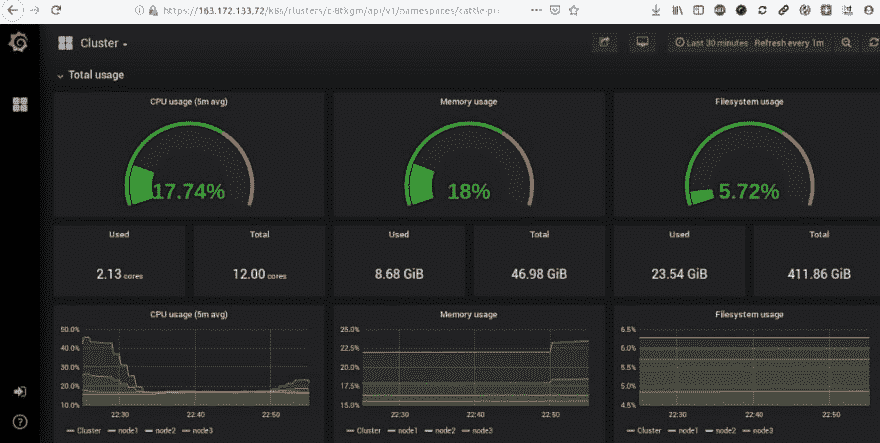 https://163.172.133.72/k8s/clusters/c-8tkgm/api/v1/namespaces/cattle-pr
Cluster
Last 30 minutes Refresh every 1m
Total usage
CPU usage (5m avg)
Memory usage
Filesystem usage
17.74%
18%
5.72%
Used
Total
Used
Total
Used
Total
2.13 cores
12.00 cores
8.68 GiB
46.98 GiB
23.54 GiB
411.86 GiB
CPU usage (5m avg)
Memory usage
Filesystem usage
50.0%
40.0%
30.0%
20.0%
10.0%
22:30
22:40
22:50
Cluster node1 node2 node3
25.0%
22.5%
20.0%
17.5%
15.0%
22:30
22:40
22:50
Cluster node1 node2 node3
6.5%
6.0%
5.5%
5.0%
4.5%
22:30
22:40
22:50
Cluster node1 node2 node3